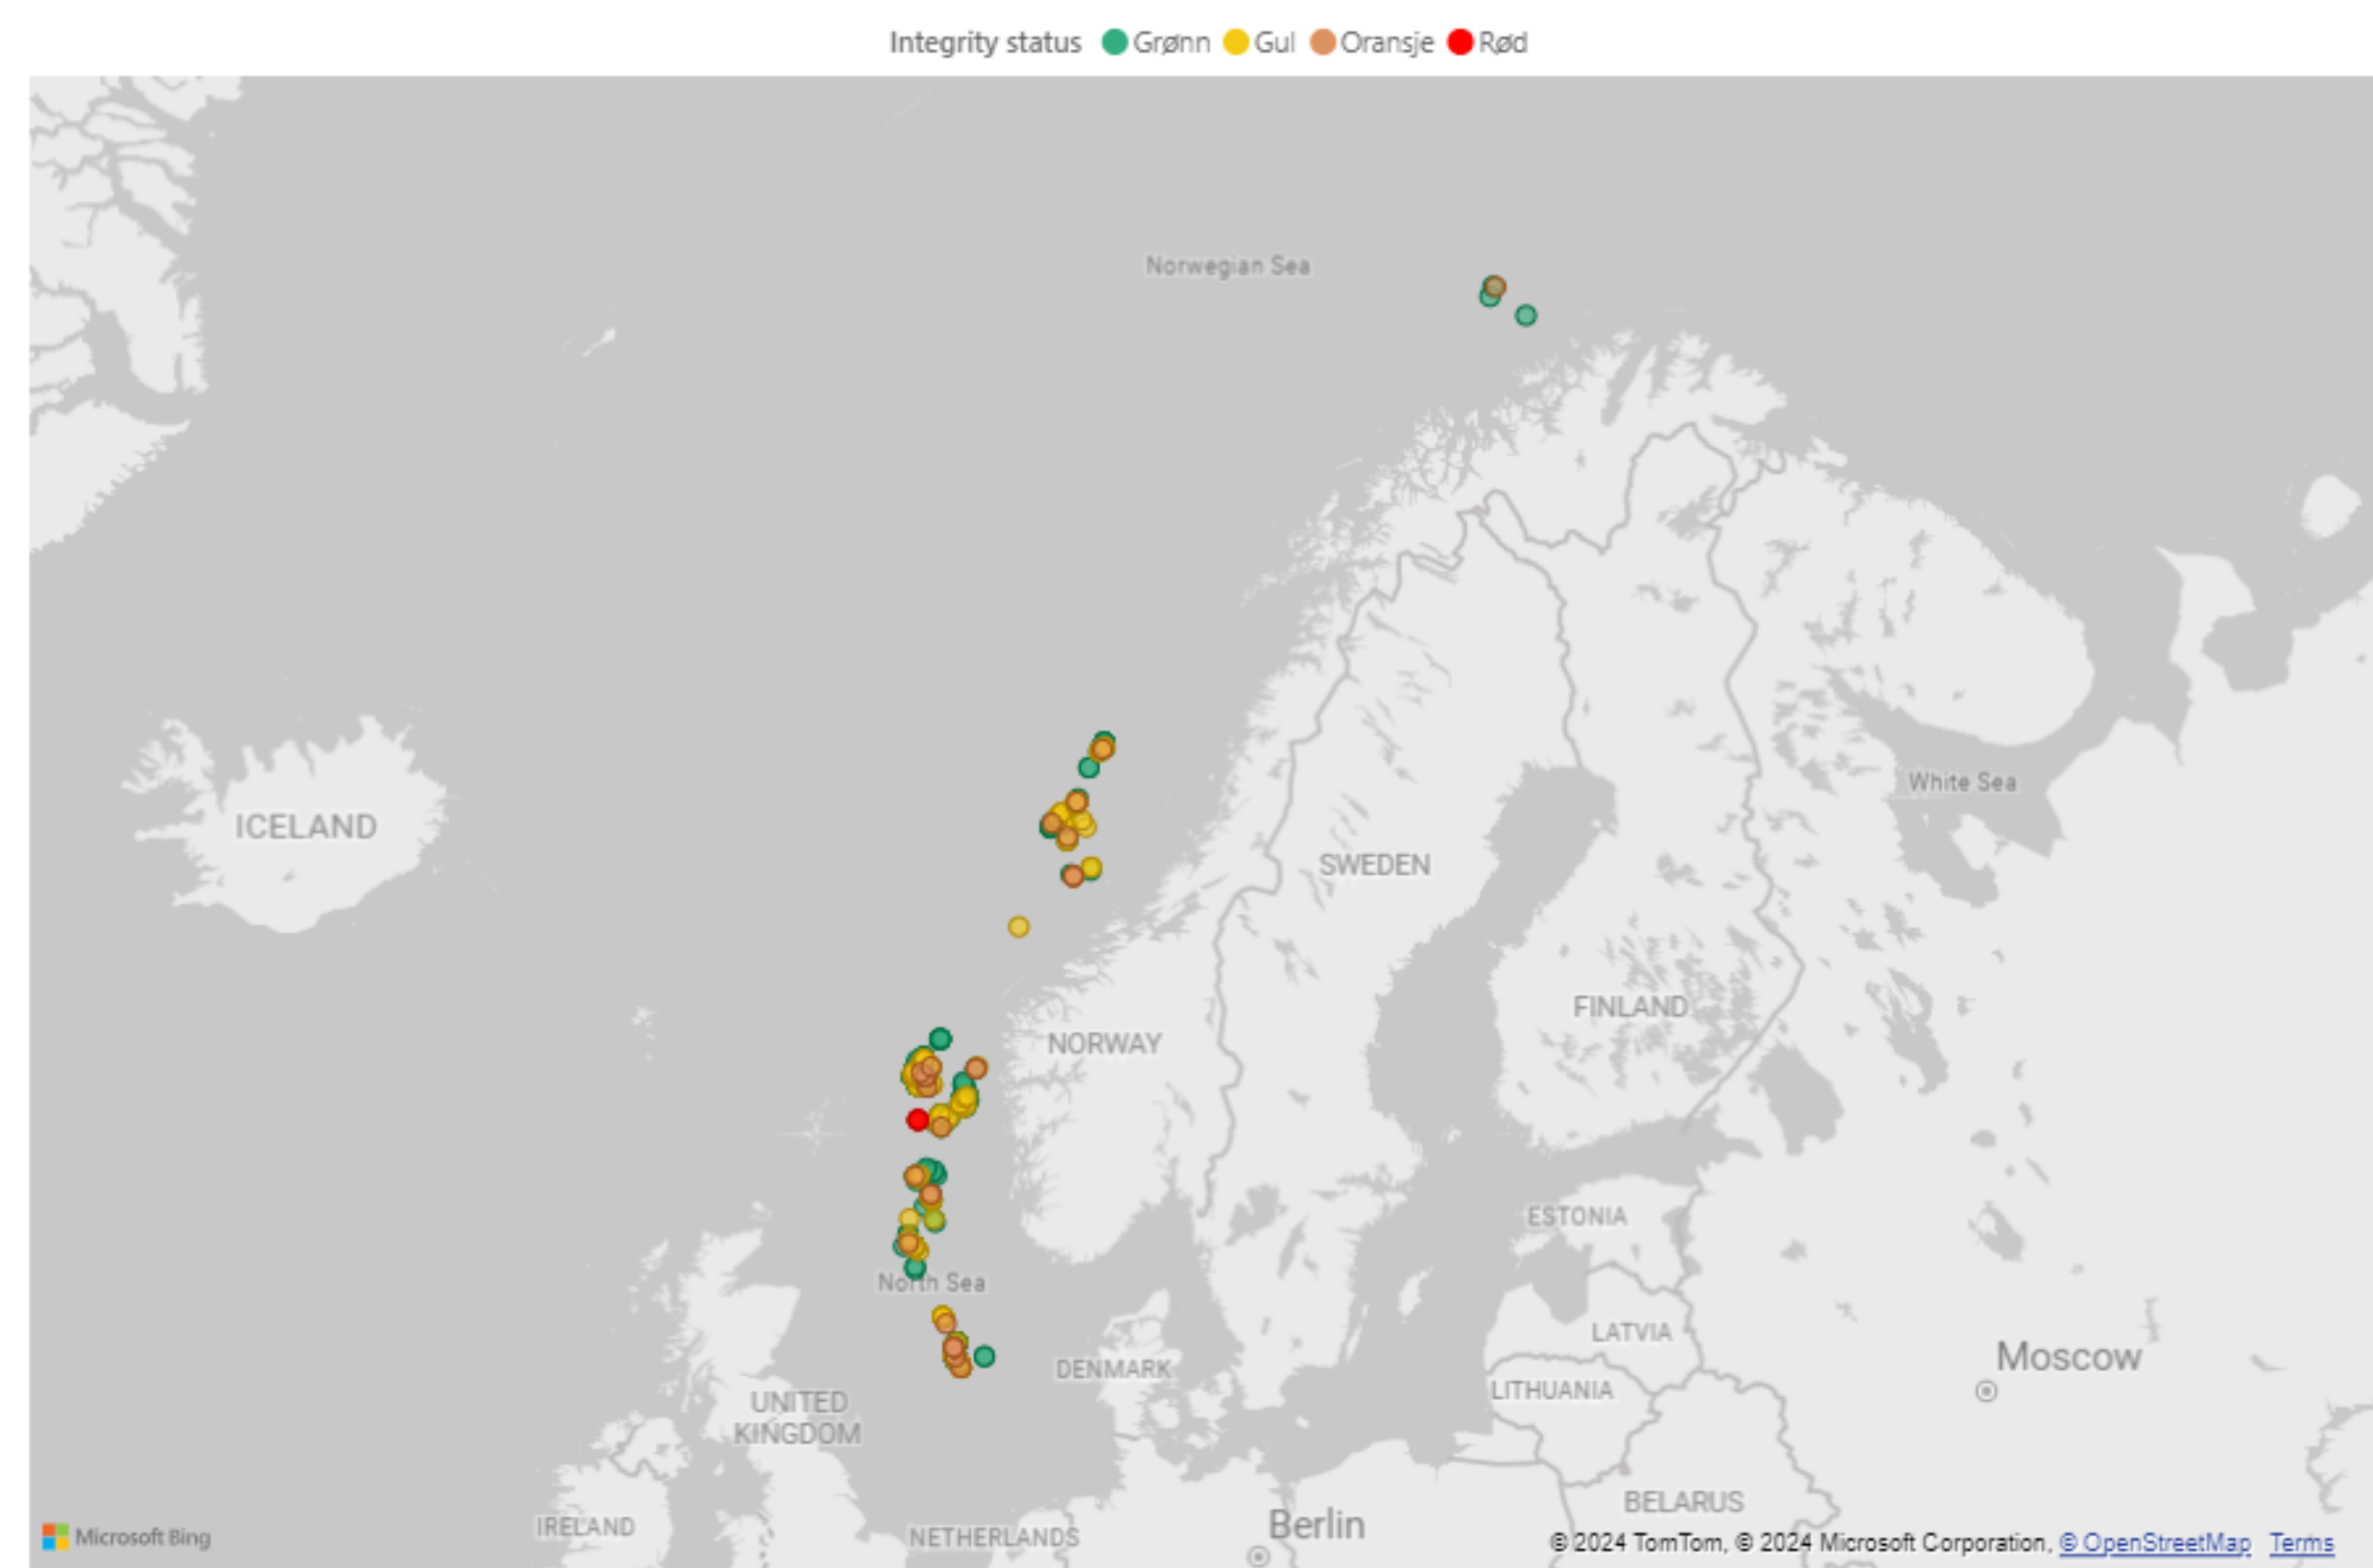 Integrity status Grønn Gul Oransje Rød
Norwegian Sea
White Sea
ICELAND
SWEDEN
FINLAND
NORWAY
ESTONIA
North Sea
LATVIA
Moscow
DENMARK
LITHUANIA
UNITED
KINGDOM
BELARUS
Berlin
IRELAND
NETHERLANDS
Microsoft Bing
© 2024 TomTom, © 2024 Microsoft Corporation, © OpenStreetMap Terms